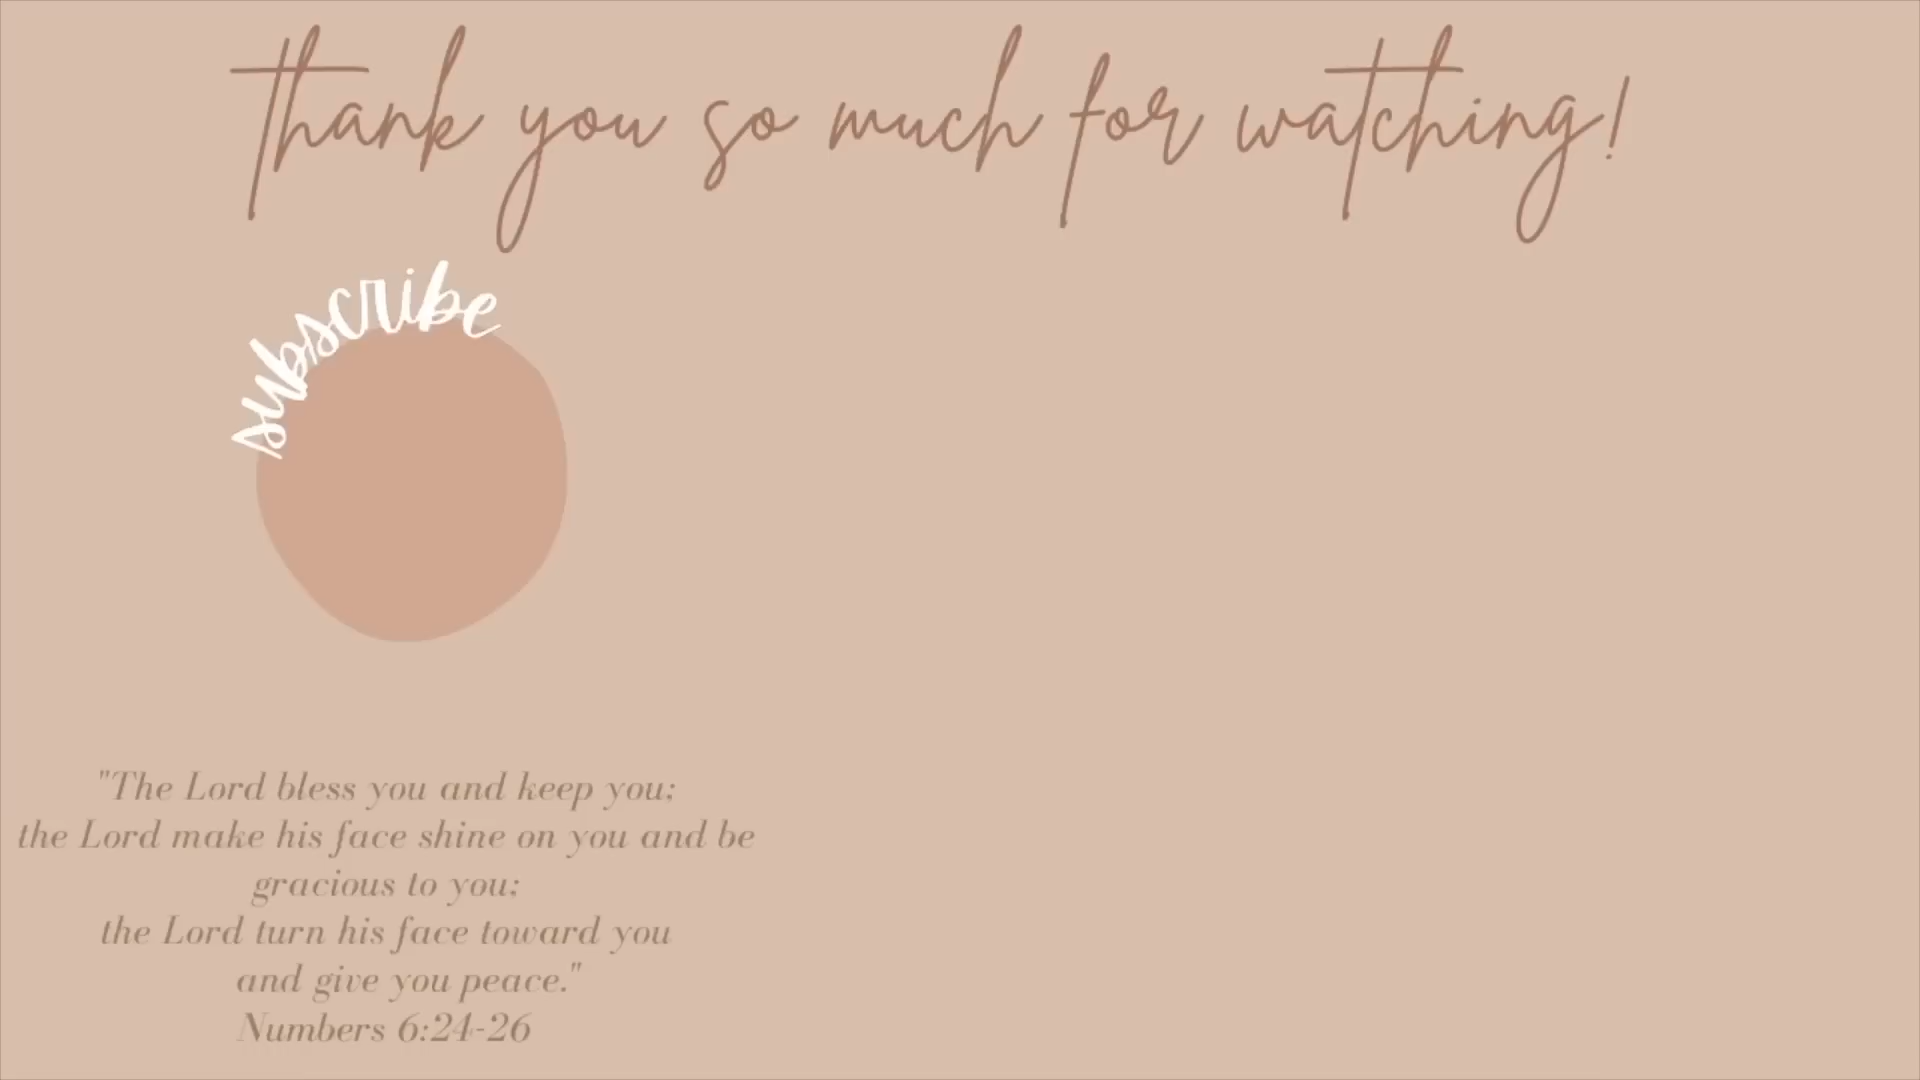 thank you so much for watching!
subscribe
"The Lord bless you and keep you;
the Lord make his face shine on you and be
gracious to you;
the Lord turn his face toward you
and give you peace."
Numbers 6:24-26